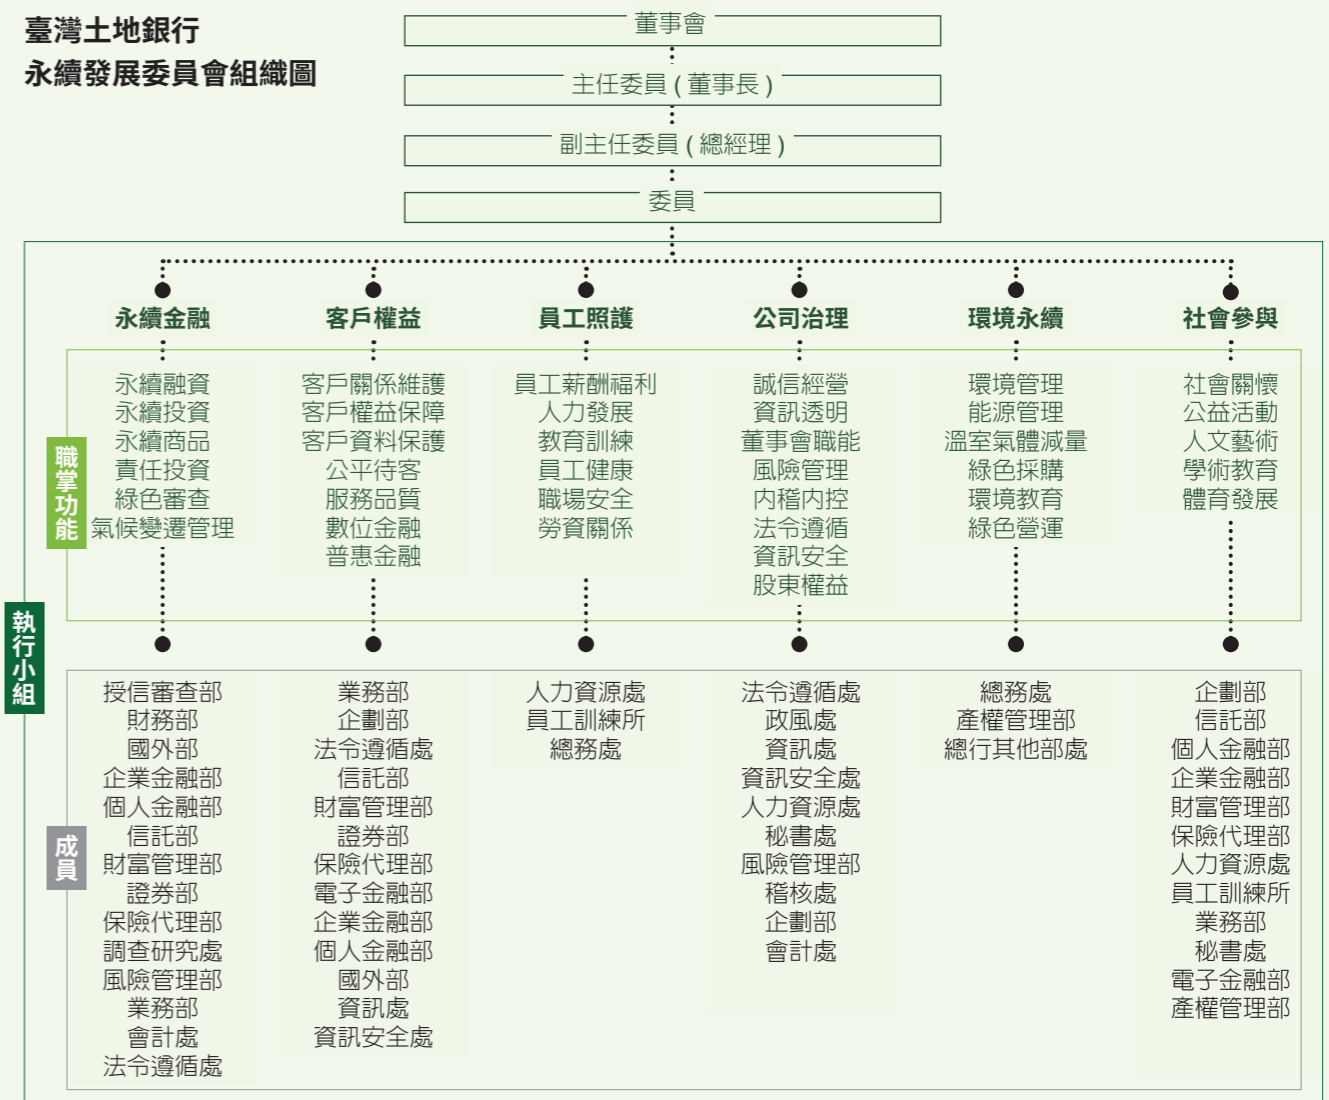 臺灣土地銀行
永續發展委員會組織圖
董事會
主任委員 ( 董事長 )
副主任委員 ( 總經理 )
委員
執行小組
永續金融
客戶權益
員工照護
公司治理
環境永續
社會參與
職掌功能
永續融資
永續投資
永續商品
責任投資
綠色審查
氣候變遷管理
客戶關係維護
客戶權益保障
客戶資料保護
公平待客
服務品質
數位金融
普惠金融
員工薪酬福利
人力發展
教育訓練
員工健康
職場安全
勞資關係
誠信經營
資訊透明
董事會職能
風險管理
內稽內控
法令遵循
資訊安全
股東權益
環境管理
能源管理
溫室氣體減量
綠色採購
環境教育
綠色營運
社會關懷
公益活動
人文藝術
學術教育
體育發展
成員
授信審查部
財務部
國外部
企業金融部
個人金融部
信託部
財富管理部
證券部
保險代理部
調查研究處
風險管理部
業務部
會計處
法令遵循處
業務部
企劃部
法令遵循處
信託部
財富管理部
證券部
保險代理部
電子金融部
企業金融部
個人金融部
國外部
資訊處
資訊安全處
人力資源處
員工訓練所
總務處
法令遵循處
政風處
資訊處
資訊安全處
人力資源處
秘書處
風險管理部
稽核處
企劃部
會計處
總務處
產權管理部
總行其他部處
企劃部
信託部
個人金融部
企業金融部
財富管理部
保險代理部
人力資源處
員工訓練所
業務部
秘書處
電子金融部
產權管理部